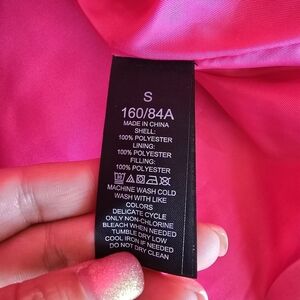 S
160/84A
MADE IN CHINA
SHELL:
100% POLYESTER
LINING:
100% POLYESTER
FILLING:
100% POLYESTER
MACHINE WASH COLD
WASH WITH LIKE
COLORS
DELICATE CYCLE
ONLY NON-CHLORINE
BLEACH WHEN NEEDED
TUMBLE DRY LOW
COOL IRON IF NEEDED
DO NOT DRY CLEAN